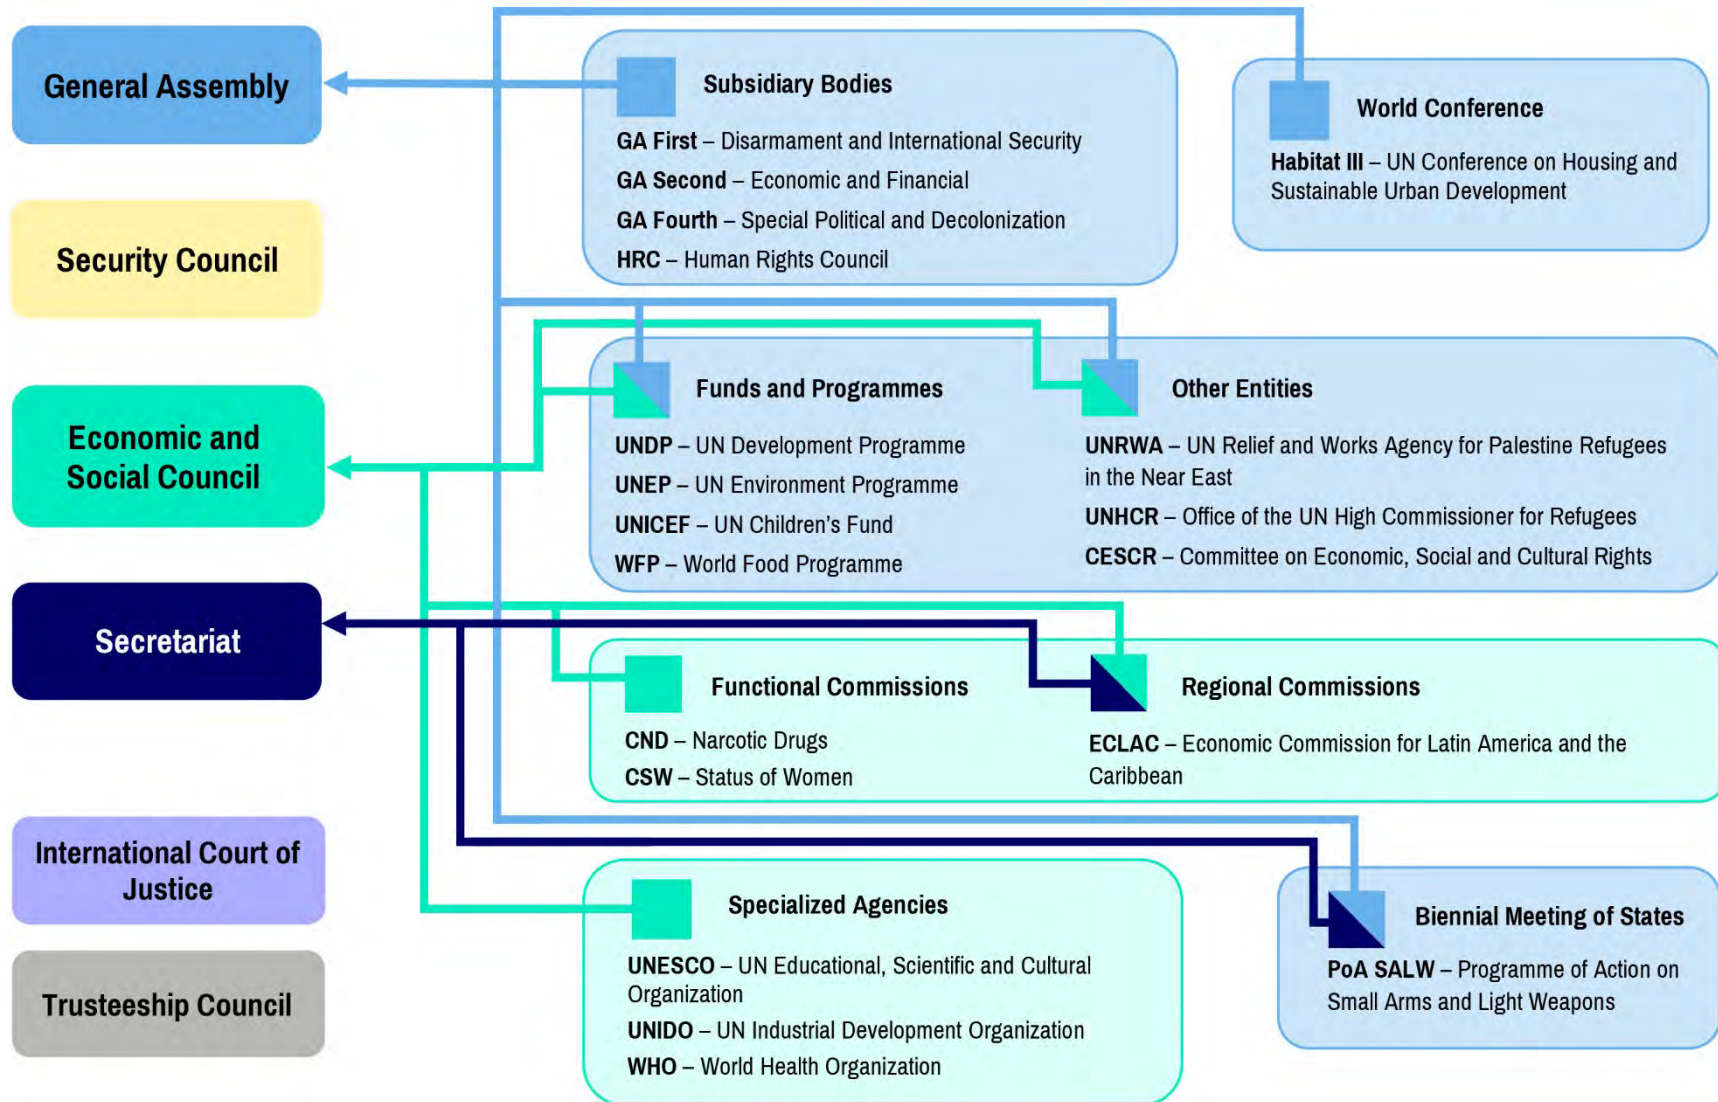 General Assembly
Security Council
Economic and
Social Council
Secretariat
International Court of
Justice
Trusteeship Council
Subsidiary Bodies
GA First – Disarmament and International Security
GA Second – Economic and Financial
GA Fourth – Special Political and Decolonization
HRC – Human Rights Council
World Conference
Habitat III – UN Conference on Housing and
Sustainable Urban Development
Funds and Programmes
UNDP – UN Development Programme
UNEP – UN Environment Programme
UNICEF – UN Children’s Fund
WFP – World Food Programme
Other Entities
UNRWA – UN Relief and Works Agency for Palestine Refugees
in the Near East
UNHCR – Office of the UN High Commissioner for Refugees
CESCR – Committee on Economic, Social and Cultural Rights
Functional Commissions
CND – Narcotic Drugs
CSW – Status of Women
Regional Commissions
ECLAC – Economic Commission for Latin America and the
Caribbean
Specialized Agencies
UNESCO – UN Educational, Scientific and Cultural
Organization
UNIDO – UN Industrial Development Organization
WHO – World Health Organization
Biennial Meeting of States
PoA SALW – Programme of Action on
Small Arms and Light Weapons